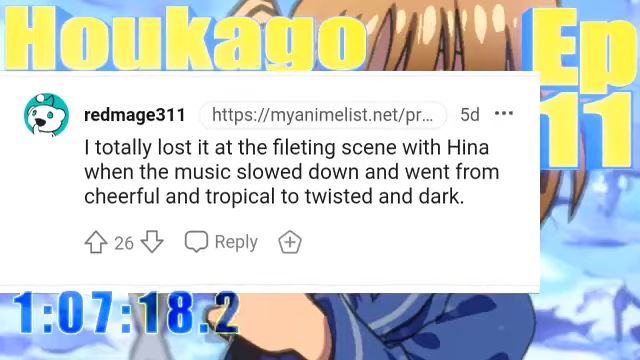 Houkago Ep
11
redmage311 https://myanimelist.net/pr... 5d
I totally lost it at the fileting scene with Hina
when the music slowed down and went from
cheerful and tropical to twisted and dark.
26 Reply
1:07:18.2